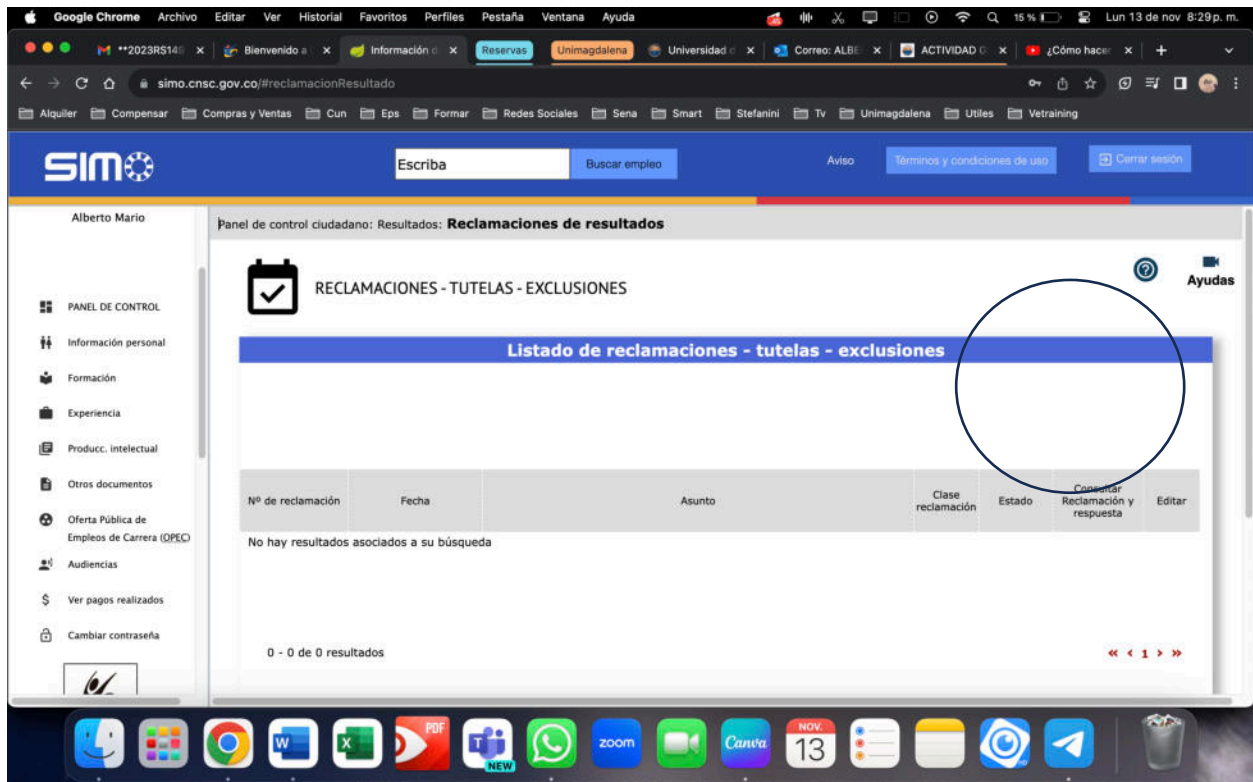 Google Chrome Archivo Editar Ver Historial Favoritos Perfiles Pestaña Ventana Ayuda 15 % Lun 13 de nov 8:29 p. m.
**2023RS140 Bienvenido a Información d Reservas Unimagdalena Universidad d Correo: ALBE ACTIVIDAD ¿Cómo hacer
simo.cnsc.gov.co/#reclamacionResultado
Alquiler Compensar Compras y Ventas Cun Eps Formar Redes Sociales Sena Smart Stefanini Tv Unimagdalena Utiles Vetraining
SIMO Escriba Buscar empleo Aviso Términos y condiciones de uso Cerrar sesión
Alberto Mario
Panel de control ciudadano: Resultados: Reclamaciones de resultados
RECLAMACIONES - TUTELAS - EXCLUSIONES
Ayudas
PANEL DE CONTROL
Información personal
Formación
Experiencia
Producc. intelectual
Otros documentos
Oferta Pública de
Empleos de Carrera (OPEC)
Audiencias
Ver pagos realizados
Cambiar contraseña
Listado de reclamaciones - tutelas - exclusiones
Nº de reclamación Fecha Asunto Clase reclamación Estado Consultar Reclamación y respuesta Editar
No hay resultados asociados a su búsqueda
0 - 0 de 0 resultados
« ‹ 1 › »
W X PDF NEW zoom Canva NOV. 13